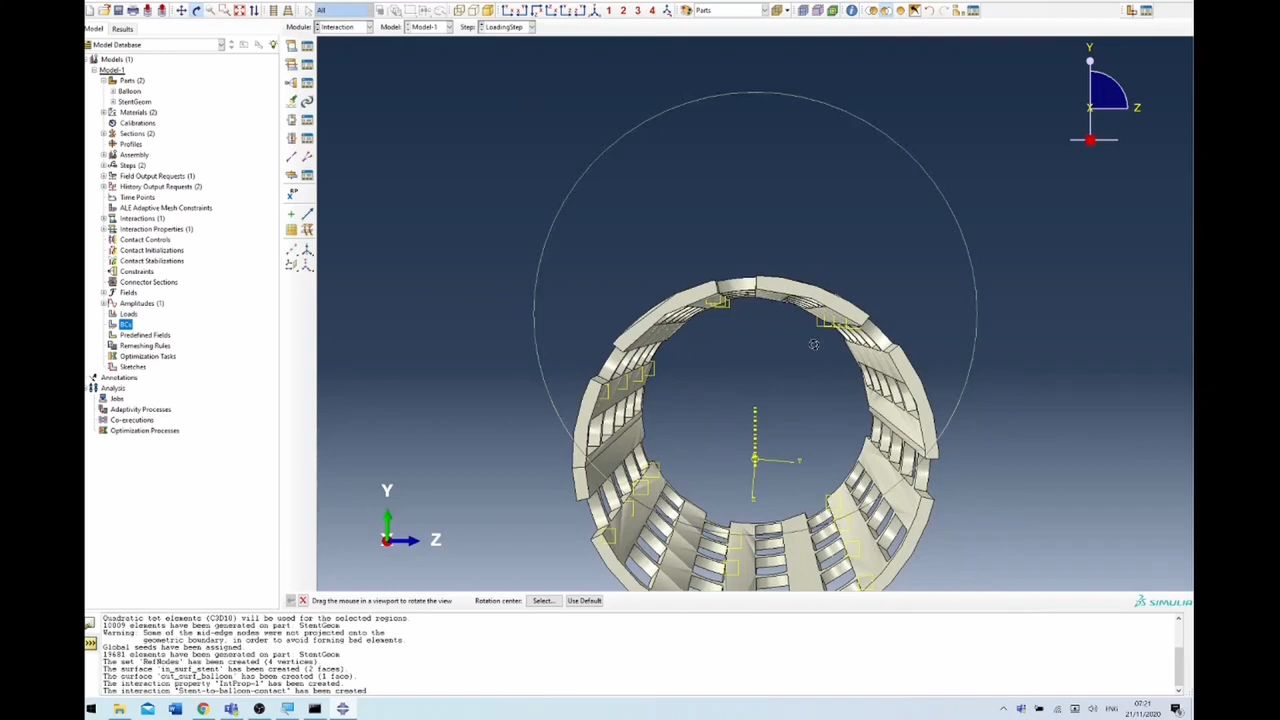 All
1 2 3 4
Parts
Model Results
Module: Interaction Model: Model-1 Step: LoadingStep
Model Database
Models (1)
Model-1
Parts (2)
Balloon
StentGeom
Materials (2)
Calibrations
Sections (2)
Profiles
Assembly
Steps (2)
Field Output Requests (1)
History Output Requests (2)
Time Points
ALE Adaptive Mesh Constraints
Interactions (1)
Interaction Properties (1)
Contact Controls
Contact Initializations
Contact Stabilizations
Constraints
Connector Sections
Fields
Amplitudes (1)
Loads
BCs
Predefined Fields
Remeshing Rules
Optimization Tasks
Sketches
Annotations
Analysis
Jobs
Adaptivity Processes
Co-executions
Optimization Processes
RP
Y
X
Z
Y
Z
Drag the mouse in a viewport to rotate the view Rotation center: Select... Use Default
SIMULIA
Quadratic tet elements (C3D10) will be used for the selected regions.
10009 elements have been generated on part StentGeom
Warning: Some of the mid-edge nodes were not projected onto the
geometric boundary, in order to avoid forming bad elements.
Global seeds have been assigned.
19681 elements have been generated on part StentGeom
The set 'RefNodes' has been created (4 vertices).
The surface 'in_surf_stent' has been created (2 faces).
The surface 'out_surf_balloon' has been created (1 face).
The interaction property "IntProp-1" has been created.
The interaction "Stent-to-balloon-contact" has been created
ENG
07:21
21/11/2020